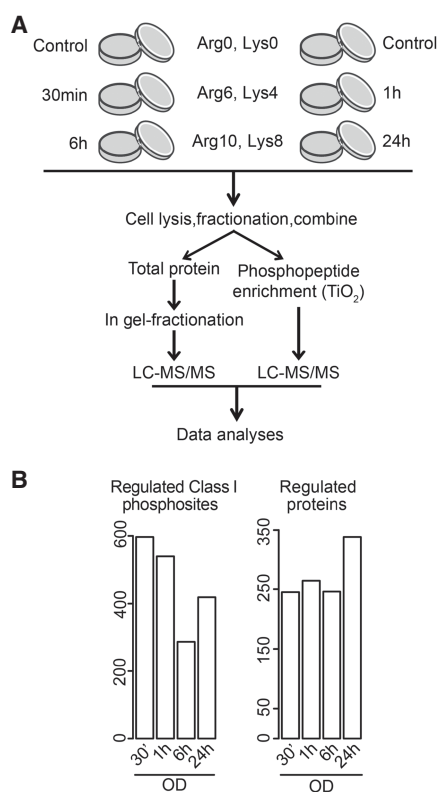 A
Control Arg0, Lys0 Control
30min Arg6, Lys4 1h
6h Arg10, Lys8 24h
Cell lysis,fractionation,combine
Total protein
Phosphopeptide
enrichment (TiO2)
In gel-fractionation
LC-MS/MS LC-MS/MS
Data analyses
B
Regulated Class I
phosphosites
600
400
200
0
30' 1h 6h 24h
OD
Regulated
proteins
350
250
150
50
0
30' 1h 6h 24h
OD